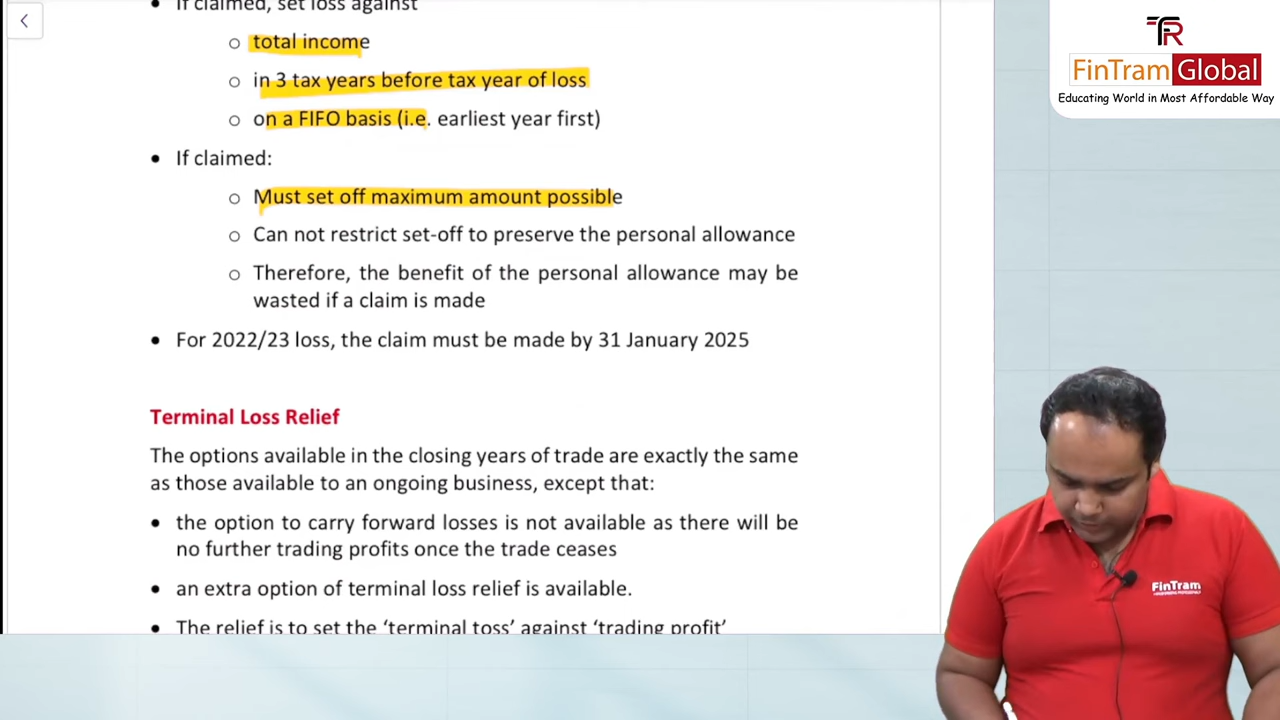 If claimed, set loss against
total income
in 3 tax years before tax year of loss
on a FIFO basis (i.e. earliest year first)
If claimed:
Must set off maximum amount possible
Can not restrict set-off to preserve the personal allowance
Therefore, the benefit of the personal allowance may be
wasted if a claim is made
For 2022/23 loss, the claim must be made by 31 January 2025
Terminal Loss Relief
The options available in the closing years of trade are exactly the same
as those available to an ongoing business, except that:
the option to carry forward losses is not available as there will be
no further trading profits once the trade ceases
an extra option of terminal loss relief is available.
The relief is to set the ‘terminal toss’ against ‘trading profit’
FinTram Global
Educating World in Most Affordable Way
FinTram